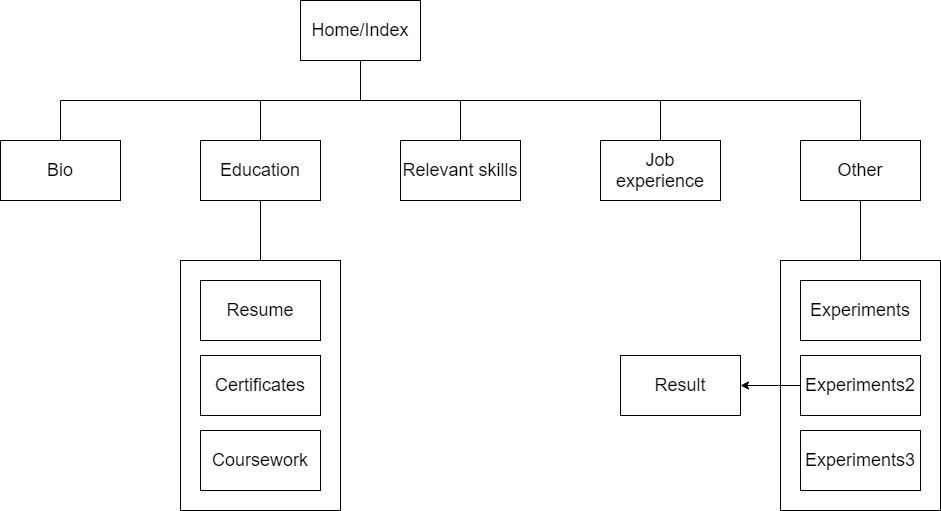 Home/Index
Bio
Education
Relevant skills
Job
experience
Other
Resume
Certificates
Coursework
Experiments
Result
Experiments2
Experiments3